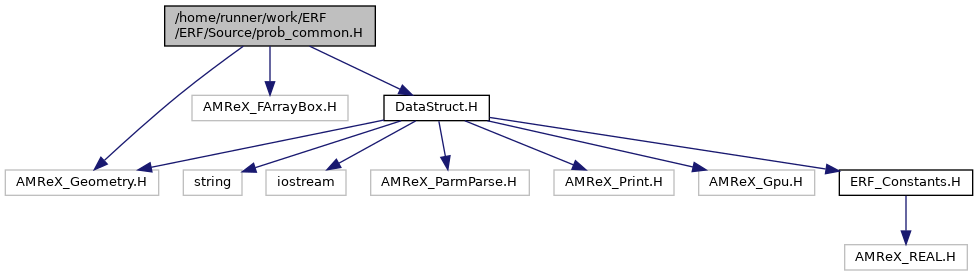 /home/runner/work/ERF
/ERF/Source/prob_common.H
AMReX_FArrayBox.H
DataStruct.H
AMReX_Geometry.H
string
iostream
AMReX_ParmParse.H
AMReX_Print.H
AMReX_Gpu.H
ERF_Constants.H
AMReX_REAL.H